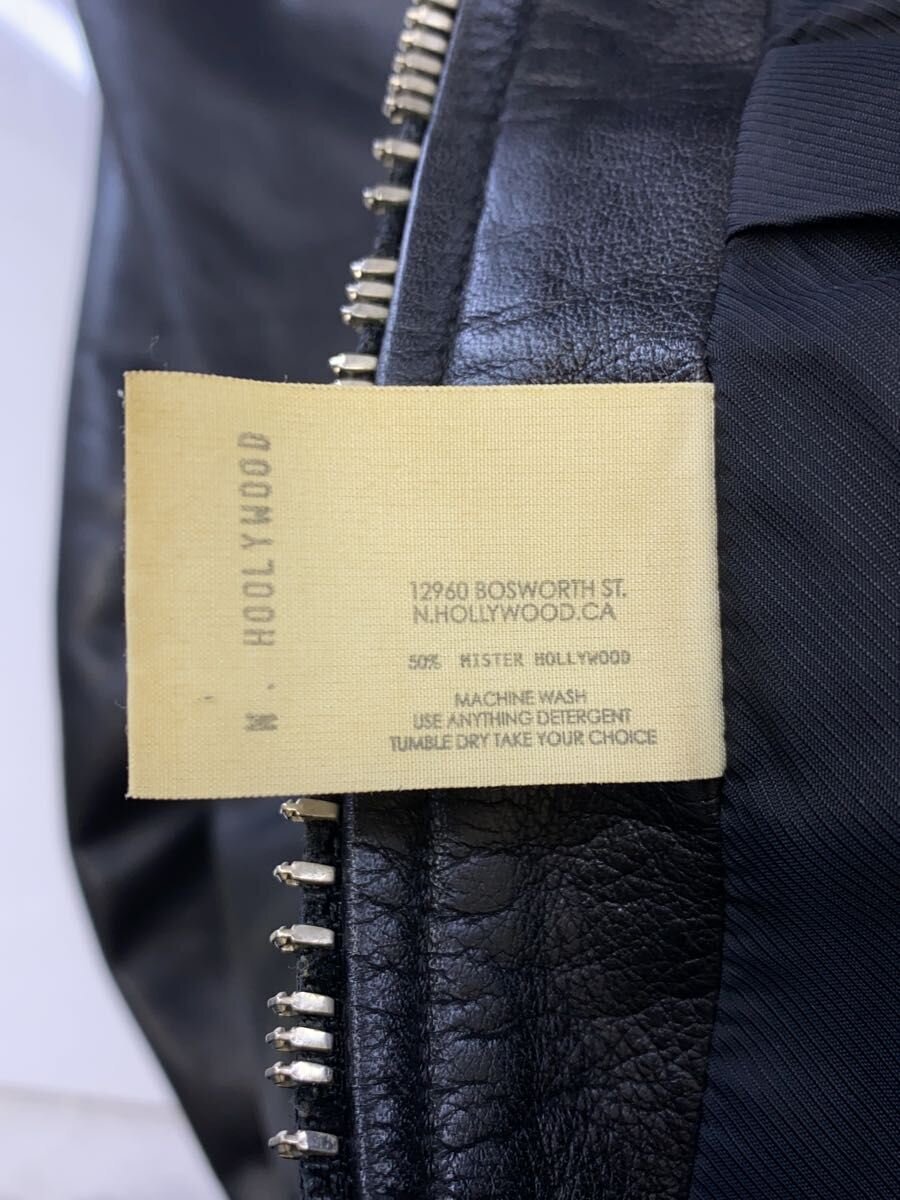 N. HOOLYWOOD
12960 BOSWORTH ST.
N.HOLLYWOOD.CA
50% MISTER HOLLYWOOD
MACHINE WASH
USE ANYTHING DETERGENT
TUMBLE DRY TAKE YOUR CHOICE